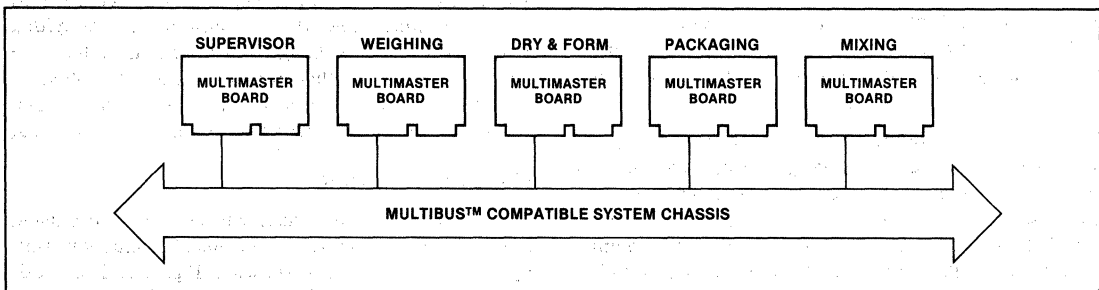 SUPERVISOR WEIGHING DRY & FORM PACKAGING MIXING
MULTIMASTER BOARD
MULTIMASTER BOARD
MULTIMASTER BOARD
MULTIMASTER BOARD
MULTIMASTER BOARD
MULTIBUS™ COMPATIBLE SYSTEM CHASSIS